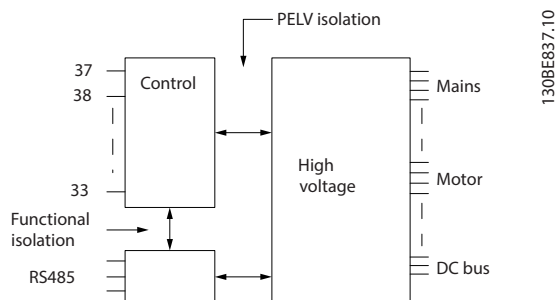 PELV isolation
130BE837.10
37
Control
38
Mains
High
voltage
Motor
33
Functional
isolation
RS485
DC bus